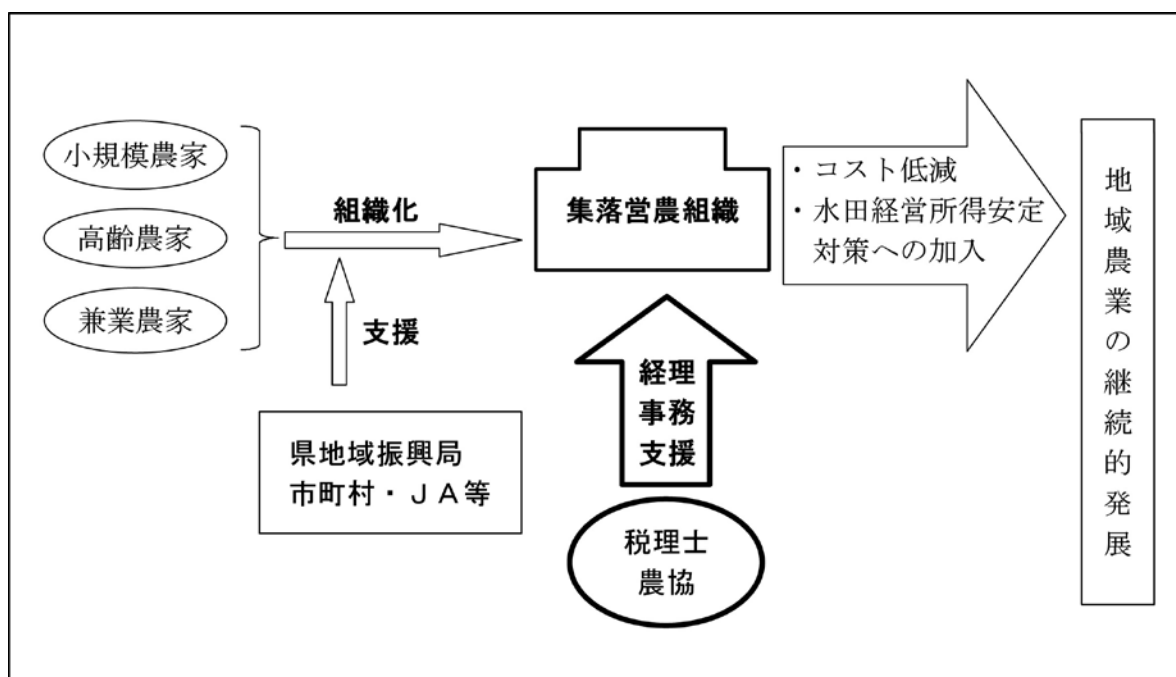 小規模農家
高齢農家
兼業農家
組織化
支援
県地域振興局
市町村・ＪＡ等
集落営農組織
経理
事務
支援
税理士
農協
・コスト低減
・水田経営所得安定
対策への加入
地域農業の継続的発展